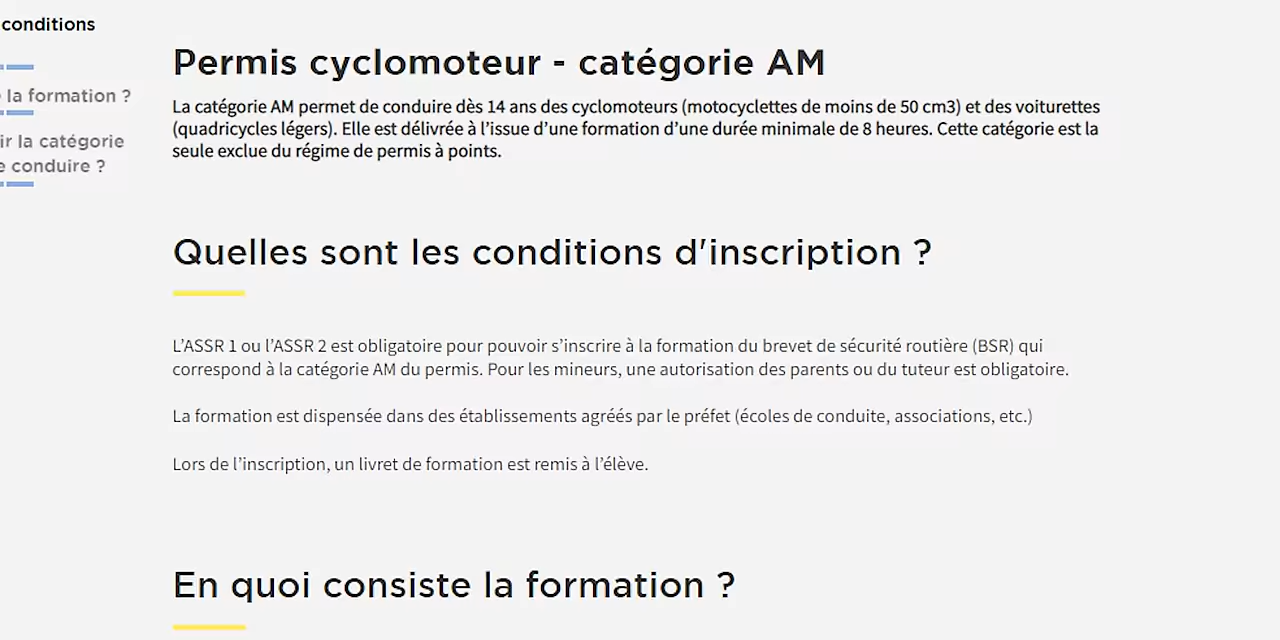 conditions
la formation ?
ir la catégorie
e conduire ?
Permis cyclomoteur - catégorie AM
La catégorie AM permet de conduire dès 14 ans des cyclomoteurs (motocyclettes de moins de 50 cm3) et des voiturettes
(quadricycles légers). Elle est délivrée à l’issue d’une formation d’une durée minimale de 8 heures. Cette catégorie est la
seule exclue du régime de permis à points.
Quelles sont les conditions d'inscription ?
L’ASSR 1 ou l’ASSR 2 est obligatoire pour pouvoir s’inscrire à la formation du brevet de sécurité routière (BSR) qui
correspond à la catégorie AM du permis. Pour les mineurs, une autorisation des parents ou du tuteur est obligatoire.
La formation est dispensée dans des établissements agréés par le préfet (écoles de conduite, associations, etc.)
Lors de l’inscription, un livret de formation est remis à l’élève.
En quoi consiste la formation ?